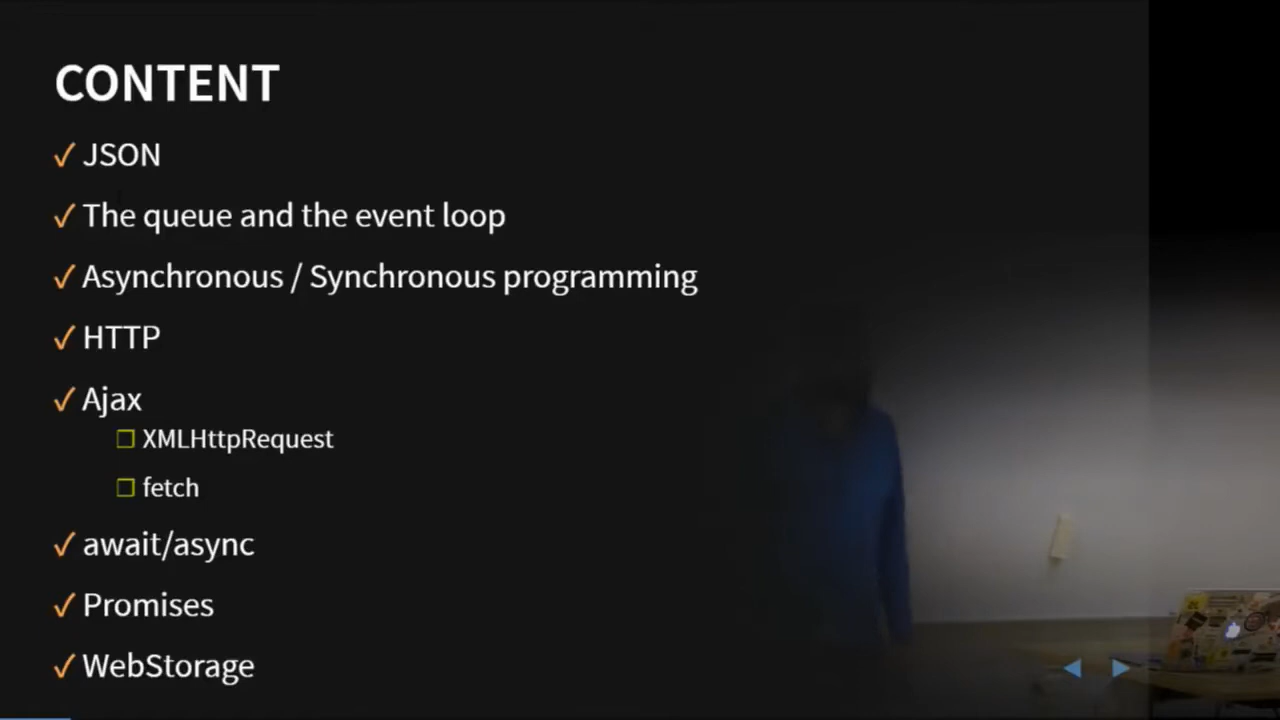 CONTENT
JSON
The queue and the event loop
Asynchronous / Synchronous programming
HTTP
Ajax
XMLHttpRequest
fetch
await/async
Promises
WebStorage